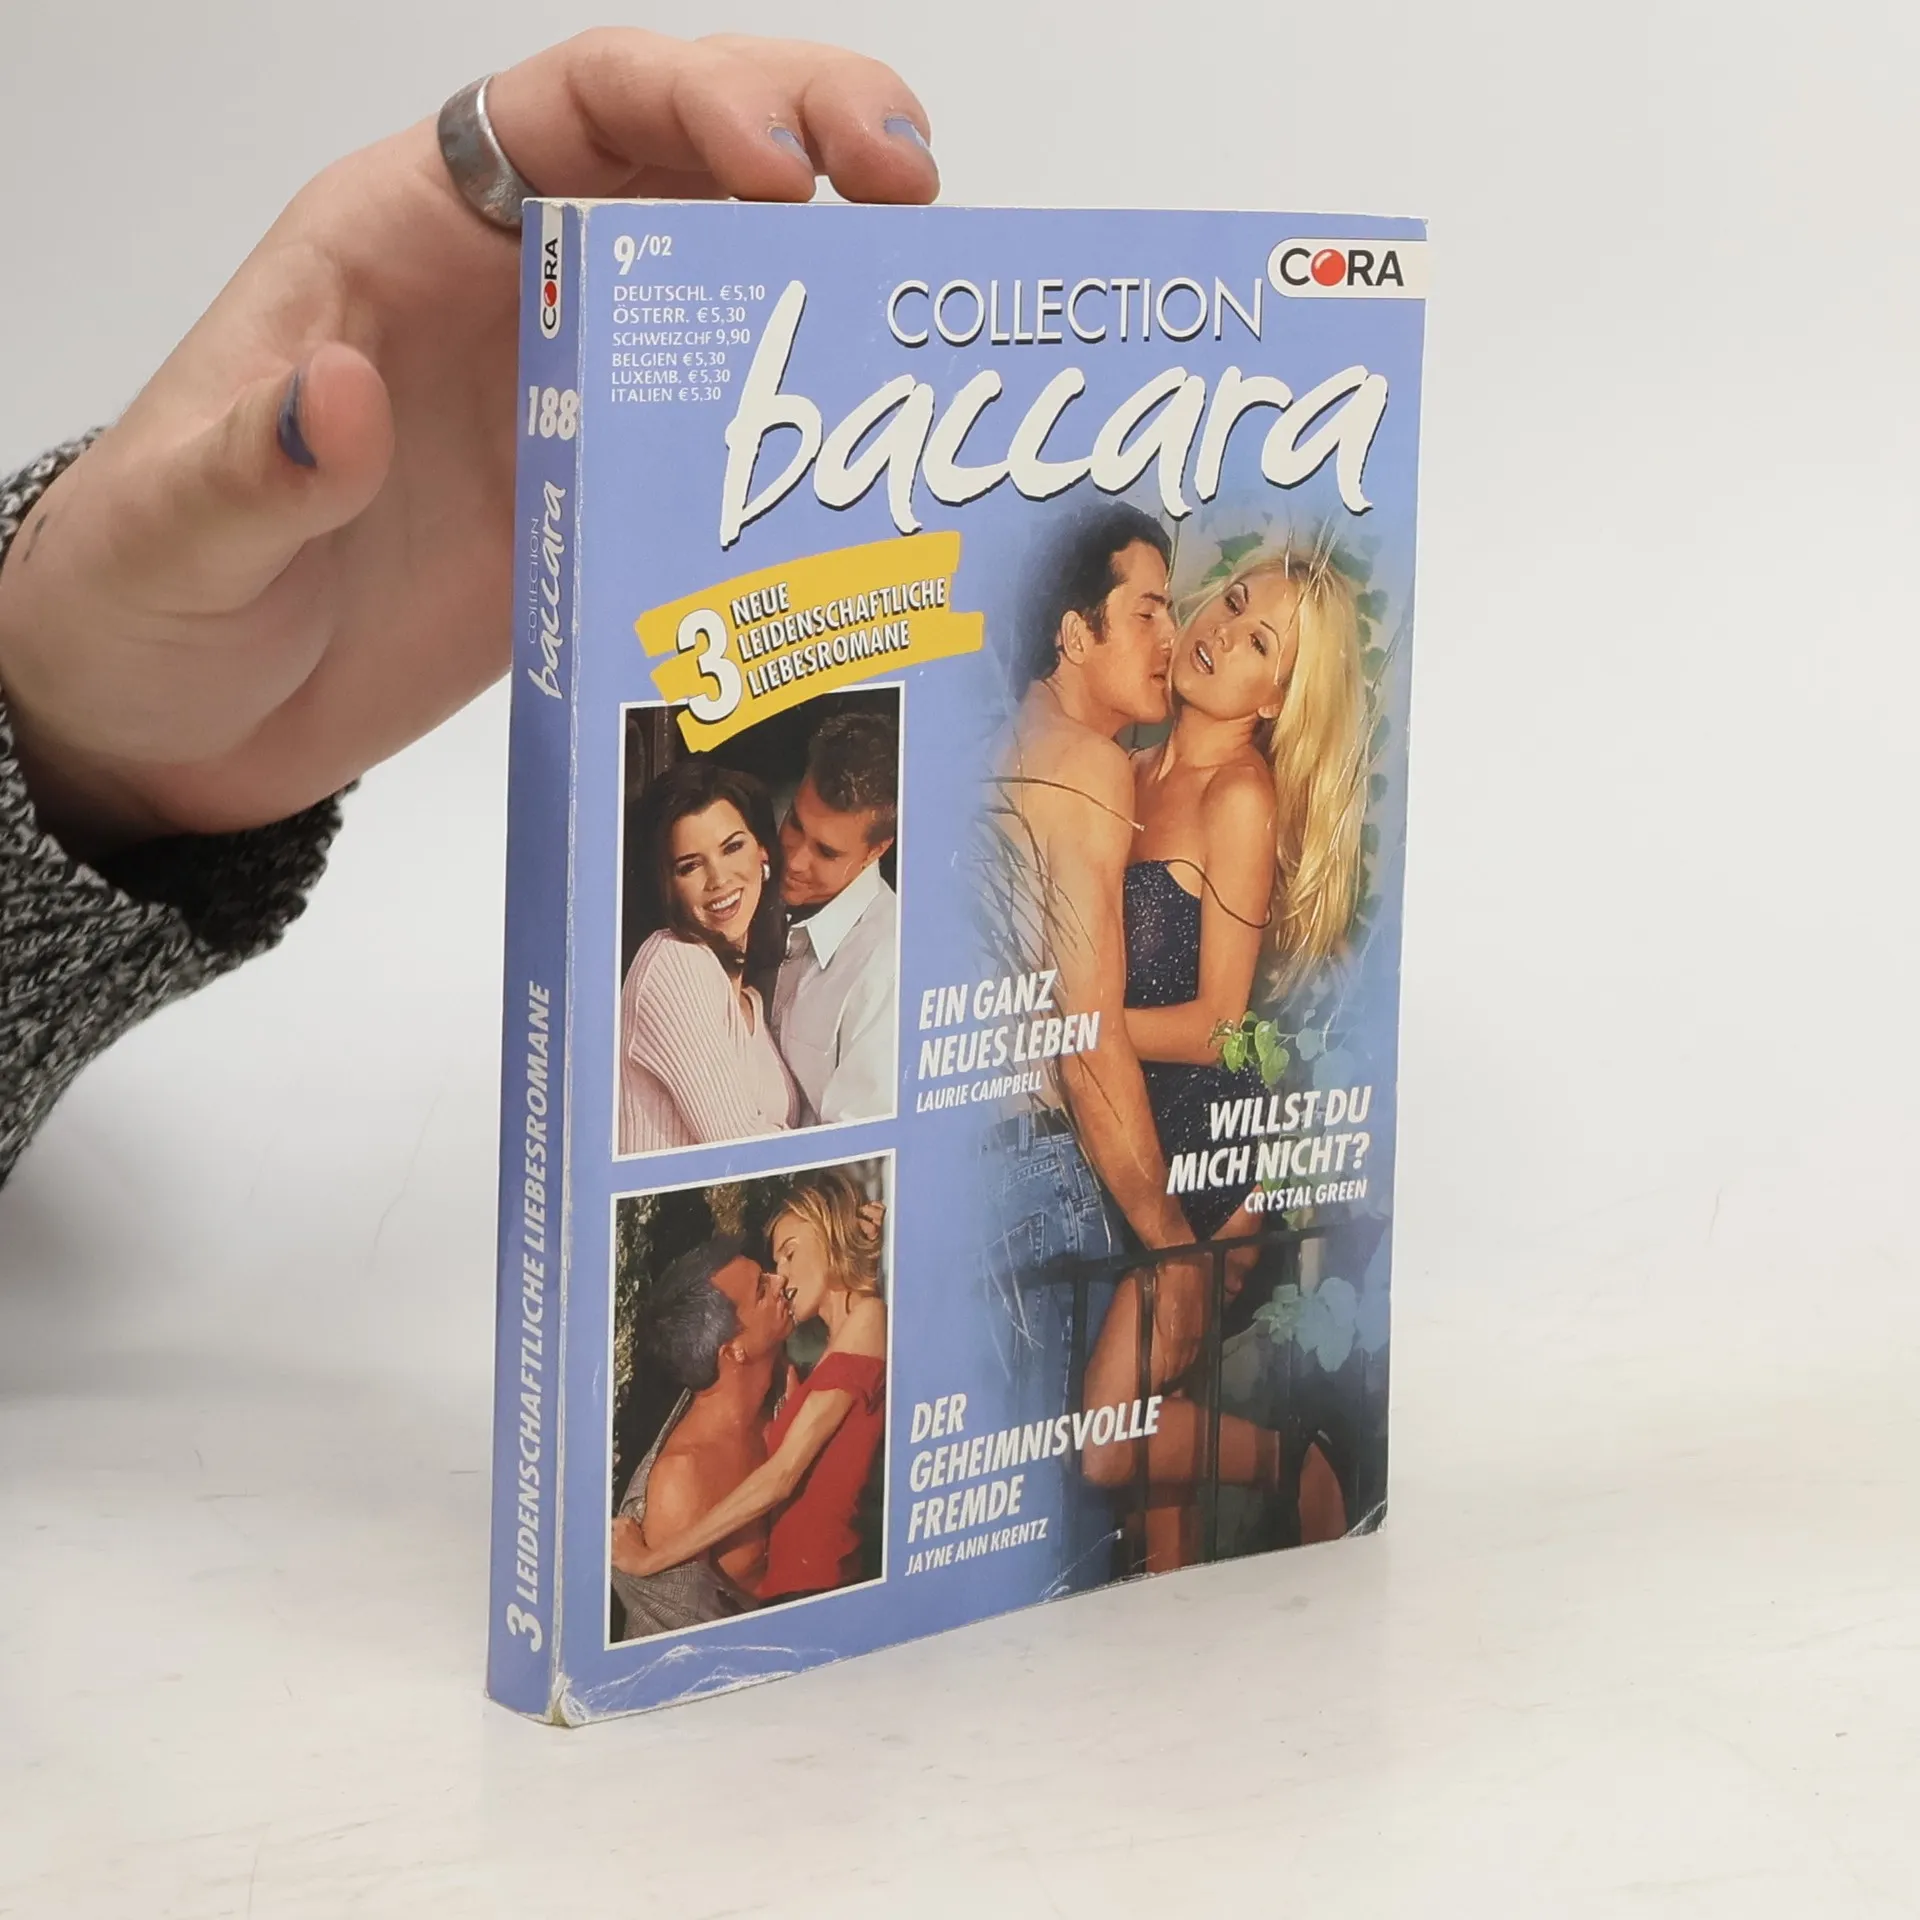 CORA
188
COLLECTION
baccara
3 LEIDENSCHAFTLICHE LIEBESROMANE
9/02
DEUTSCHL. €5,10
ÖSTERR. €5,30
SCHWEIZ CHF 9,90
BELGIEN €5,30
LUXEMB. €5,30
ITALIEN €5,30
CORA
COLLECTION
baccara
3 NEUE
LEIDENSCHAFTLICHE
LIEBESROMANE
EIN GANZ
NEUES LEBEN
LAURIE CAMPBELL
WILLST DU
MICH NICHT?
CRYSTAL GREEN
DER
GEHEIMNISVOLLE
FREMDE
JAYNE ANN KRENTZ